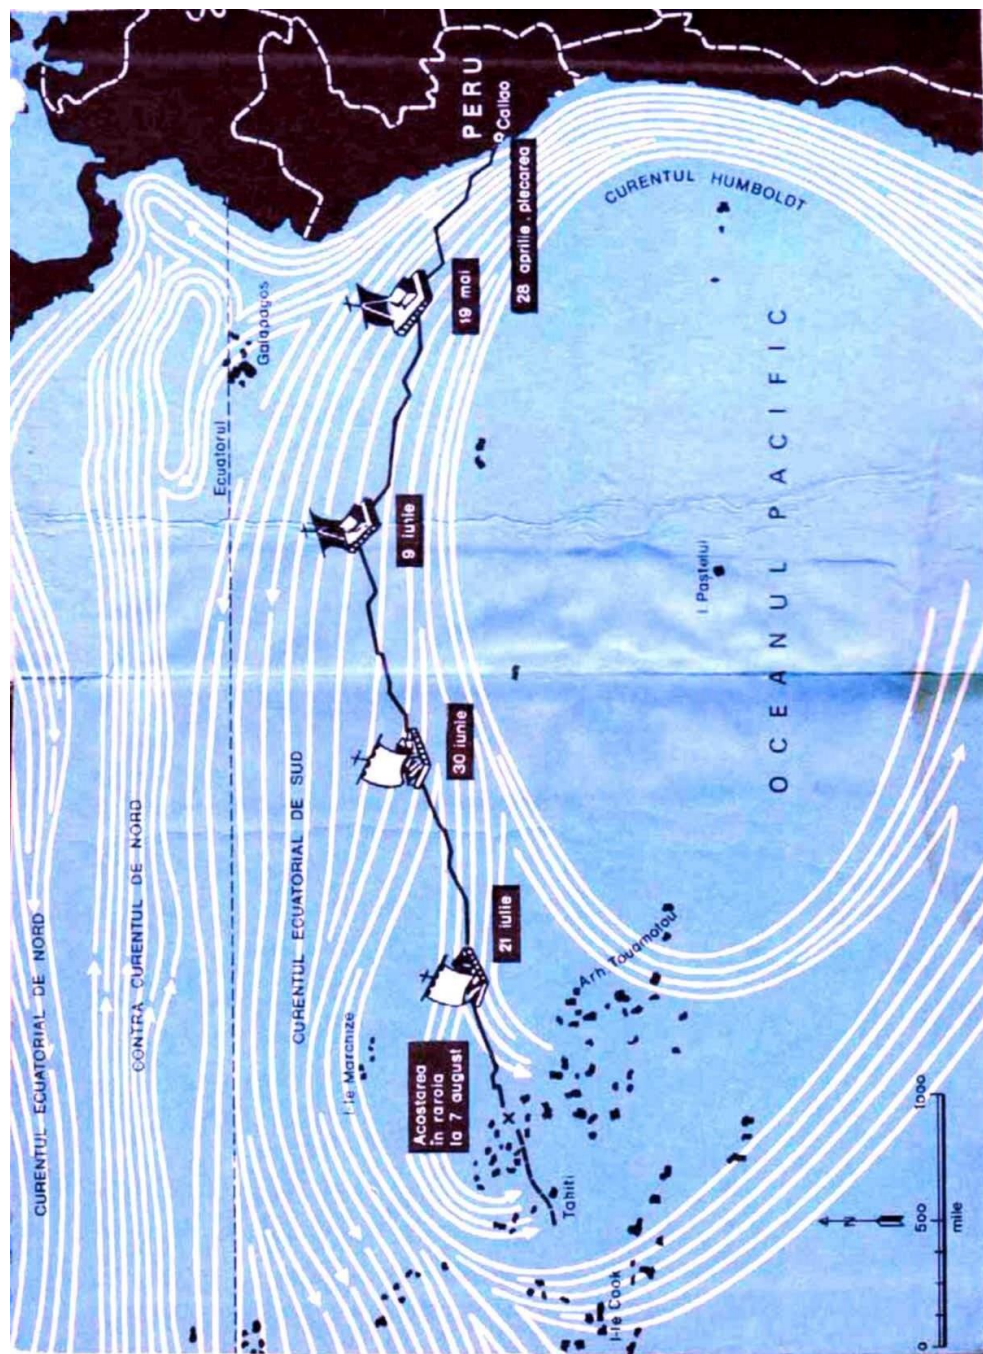 PERU
Callao
28 aprilie, plecarea
CURENTUL HUMBOLDT
19 mai
Galapagos
Ecuatorul
9 iunie
I. Paștelui
OCEANUL PACIFIC
30 iunie
CURENTUL ECUATORIAL DE SUD
CONTRA CURENTUL DE NORD
CURENTUL ECUATORIAL DE NORD
21 iulie
Arh. Touamotou
I-le Marchize
Acostarea
în raroia
la 7 august
Tahiti
I-le Cook
N
0 500 1000
mile